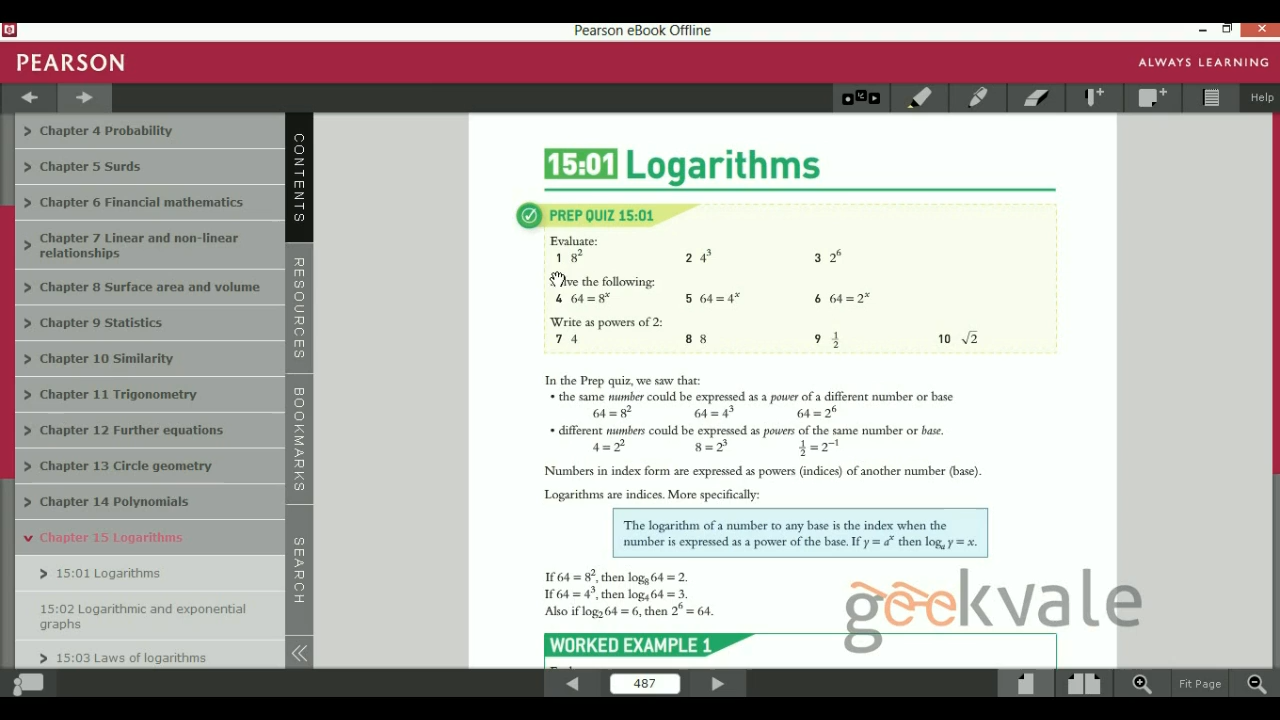 Pearson eBook Offline
PEARSON
ALWAYS LEARNING
Help
Chapter 4 Probability
Chapter 5 Surds
Chapter 6 Financial mathematics
Chapter 7 Linear and non-linear
relationships
Chapter 8 Surface area and volume
Chapter 9 Statistics
Chapter 10 Similarity
Chapter 11 Trigonometry
Chapter 12 Further equations
Chapter 13 Circle geometry
Chapter 14 Polynomials
Chapter 15 Logarithms
15:01 Logarithms
15:02 Logarithmic and exponential
graphs
15:03 Laws of logarithms
CONTENTS
RESOURCES
BOOKMARKS
SEARCH
15:01 Logarithms
PREP QUIZ 15:01
Evaluate:
1 8² 2 4³ 3 2⁶
the following:
4 64 = 8ˣ 5 64 = 4ˣ 6 64 = 2ˣ
Write as powers of 2:
7 4 8 8 9 1/2 10 √2
In the Prep quiz, we saw that:
• the same number could be expressed as a power of a different number or base
64 = 8² 64 = 4³ 64 = 2⁶
• different numbers could be expressed as powers of the same number or base.
4 = 2² 8 = 2³ 1/2 = 2⁻¹
Numbers in index form are expressed as powers (indices) of another number (base).
Logarithms are indices. More specifically:
The logarithm of a number to any base is the index when the
number is expressed as a power of the base. If y = aˣ then logₐ y = x.
If 64 = 8², then log₈ 64 = 2.
If 64 = 4³, then log₄ 64 = 3.
Also if log₂ 64 = 6, then 2⁶ = 64.
geekvale
WORKED EXAMPLE 1
487
Fit Page